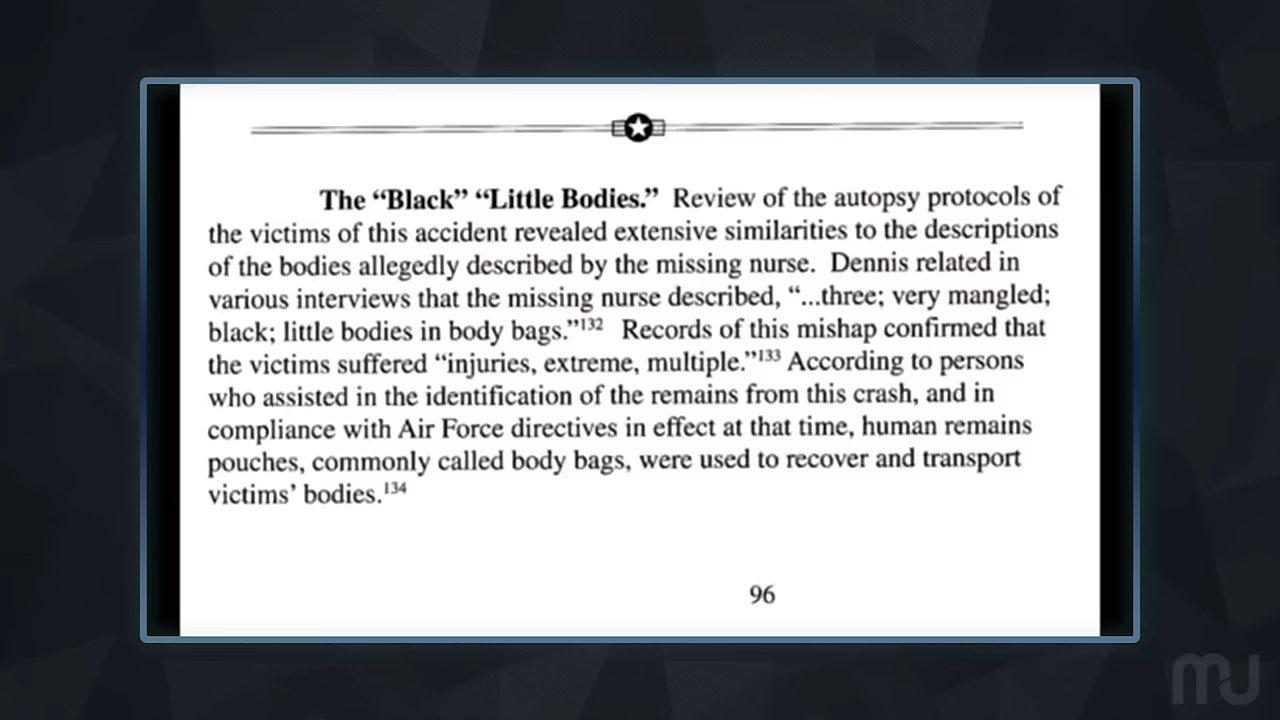 The “Black” “Little Bodies.” Review of the autopsy protocols of
the victims of this accident revealed extensive similarities to the descriptions
of the bodies allegedly described by the missing nurse. Dennis related in
various interviews that the missing nurse described, “...three; very mangled;
black; little bodies in body bags.”132 Records of this mishap confirmed that
the victims suffered “injuries, extreme, multiple.”133 According to persons
who assisted in the identification of the remains from this crash, and in
compliance with Air Force directives in effect at that time, human remains
pouches, commonly called body bags, were used to recover and transport
victims’ bodies.134
96
MJ